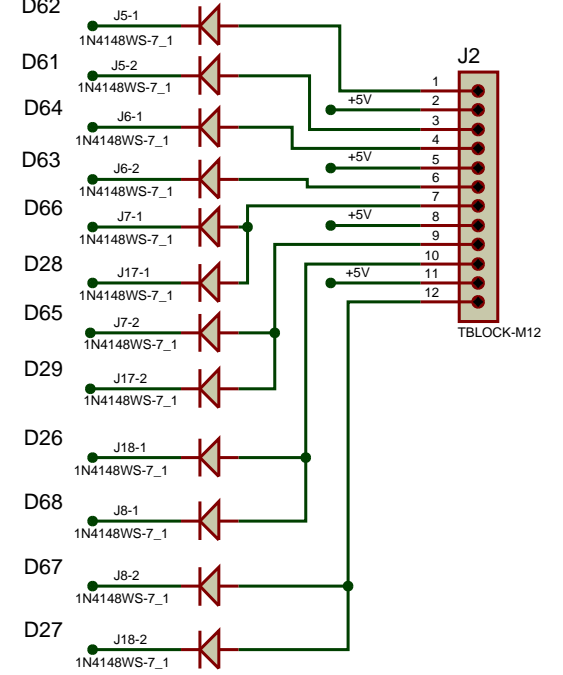 D62
J5-1
1N4148WS-7_1
D61
J5-2
1N4148WS-7_1
D64
J6-1
1N4148WS-7_1
D63
J6-2
1N4148WS-7_1
D66
J7-1
1N4148WS-7_1
D28
J17-1
1N4148WS-7_1
D65
J7-2
1N4148WS-7_1
D29
J17-2
1N4148WS-7_1
D26
J18-1
1N4148WS-7_1
D68
J8-1
1N4148WS-7_1
D67
J8-2
1N4148WS-7_1
D27
J18-2
1N4148WS-7_1
J2
1
+5V
2
3
4
+5V
5
6
7
+5V
8
9
10
+5V
11
12
TBLOCK-M12